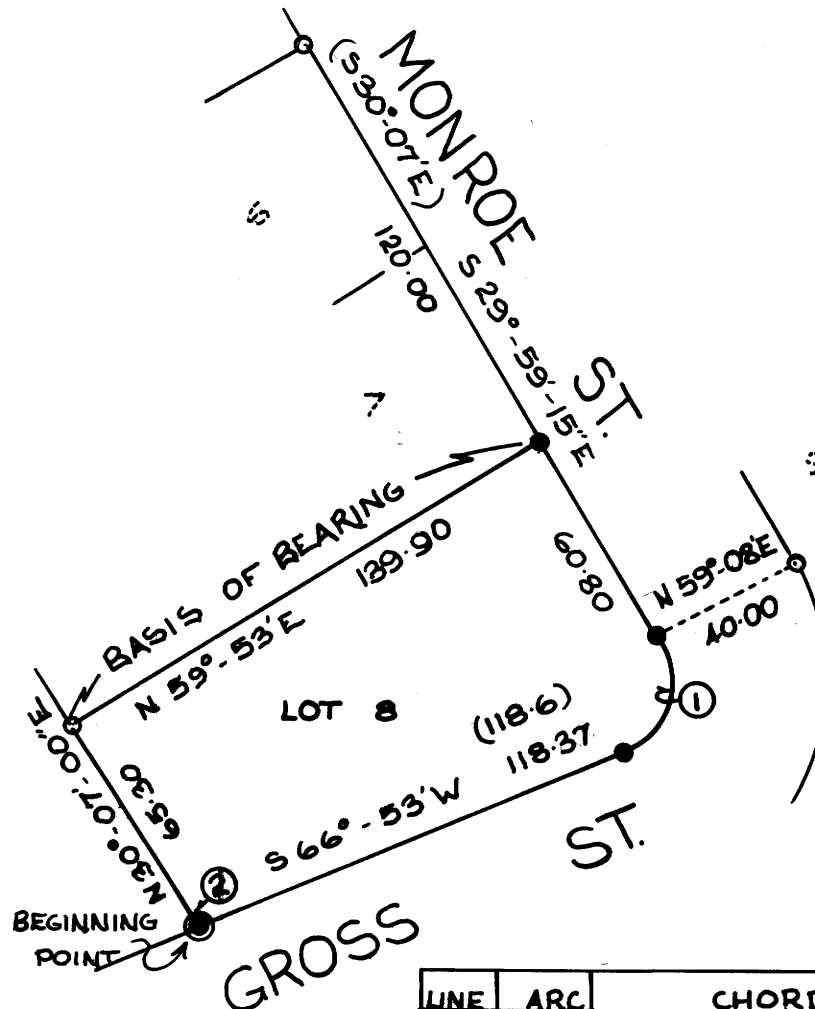 MONROE
ST.
(S30°-07'E)
120.00
S 29°-59'-15"E
7
BASIS OF BEARING
139.90
N 59°-53'E
60.80
N 59°-08'E
40.00
LOT 8
(118.6)
118.37
1
N30°-07'-00"E
65.30
S 66°-53'W
2
BEGINNING
POINT
GROSS
ST.
LINE ARC CHORD